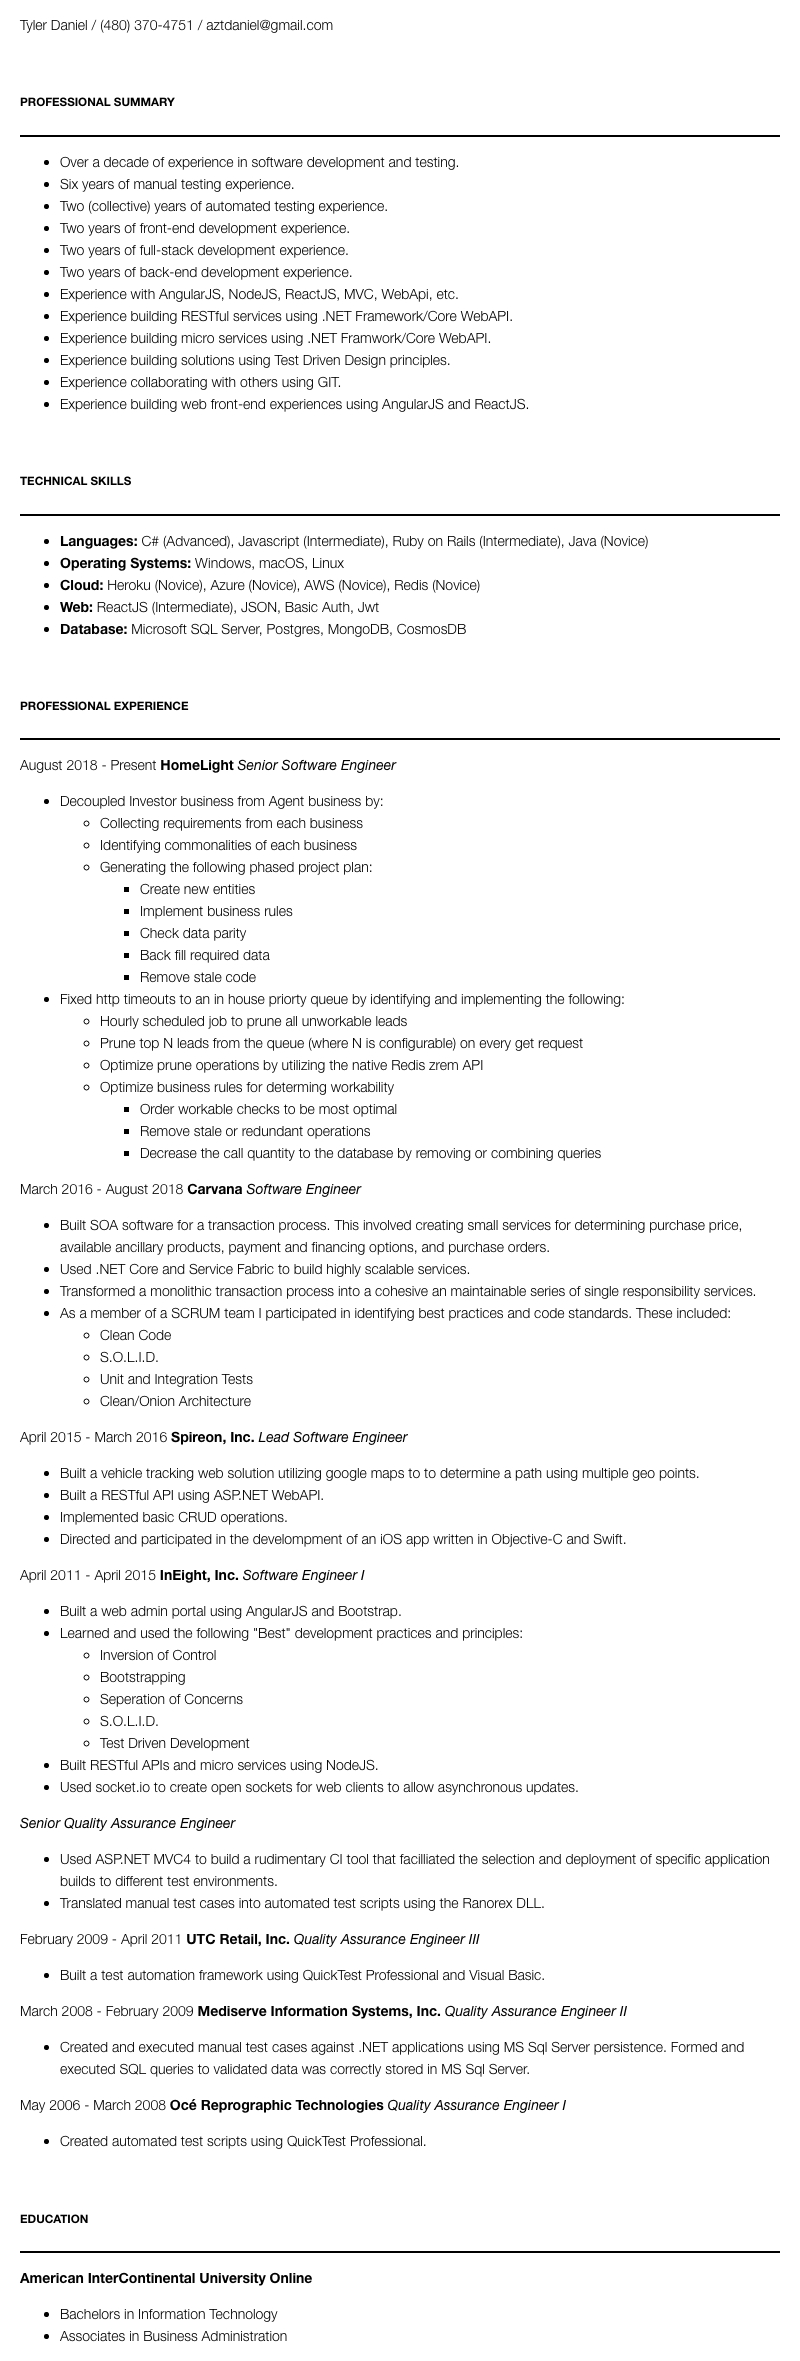 Tyler Daniel / (480) 370-4751 / aztdaniel@gmail.com
PROFESSIONAL SUMMARY
• Over a decade of experience in software development and testing.
• Six years of manual testing experience.
• Two (collective) years of automated testing experience.
• Two years of front-end development experience.
• Two years of full-stack development experience.
• Two years of back-end development experience.
• Experience with AngularJS, NodeJS, ReactJS, MVC, WebApi, etc.
• Experience building RESTful services using .NET Framework/Core WebAPI.
• Experience building micro services using .NET Framwork/Core WebAPI.
• Experience building solutions using Test Driven Design principles.
• Experience collaborating with others using GIT.
• Experience building web front-end experiences using AngularJS and ReactJS.
TECHNICAL SKILLS
• Languages: C# (Advanced), Javascript (Intermediate), Ruby on Rails (Intermediate), Java (Novice)
• Operating Systems: Windows, macOS, Linux
• Cloud: Heroku (Novice), Azure (Novice), AWS (Novice), Redis (Novice)
• Web: ReactJS (Intermediate), JSON, Basic Auth, Jwt
• Database: Microsoft SQL Server, Postgres, MongoDB, CosmosDB
PROFESSIONAL EXPERIENCE
August 2018 - Present HomeLight Senior Software Engineer
• Decoupled Investor business from Agent business by:
◦ Collecting requirements from each business
◦ Identifying commonalities of each business
◦ Generating the following phased project plan:
▪ Create new entities
▪ Implement business rules
▪ Check data parity
▪ Back fill required data
▪ Remove stale code
• Fixed http timeouts to an in house priorty queue by identifying and implementing the following:
◦ Hourly scheduled job to prune all unworkable leads
◦ Prune top N leads from the queue (where N is configurable) on every get request
◦ Optimize prune operations by utilizing the native Redis zrem API
◦ Optimize business rules for determing workability
▪ Order workable checks to be most optimal
▪ Remove stale or redundant operations
▪ Decrease the call quantity to the database by removing or combining queries
March 2016 - August 2018 Carvana Software Engineer
• Built SOA software for a transaction process. This involved creating small services for determining purchase price,
available ancillary products, payment and financing options, and purchase orders.
• Used .NET Core and Service Fabric to build highly scalable services.
• Transformed a monolithic transaction process into a cohesive an maintainable series of single responsibility services.
• As a member of a SCRUM team I participated in identifying best practices and code standards. These included:
◦ Clean Code
◦ S.O.L.I.D.
◦ Unit and Integration Tests
◦ Clean/Onion Architecture
April 2015 - March 2016 Spireon, Inc. Lead Software Engineer
• Built a vehicle tracking web solution utilizing google maps to to determine a path using multiple geo points.
• Built a RESTful API using ASP.NET WebAPI.
• Implemented basic CRUD operations.
• Directed and participated in the develompment of an iOS app written in Objective-C and Swift.
April 2011 - April 2015 InEight, Inc. Software Engineer I
• Built a web admin portal using AngularJS and Bootstrap.
• Learned and used the following "Best" development practices and principles:
◦ Inversion of Control
◦ Bootstrapping
◦ Seperation of Concerns
◦ S.O.L.I.D.
◦ Test Driven Development
• Built RESTful APIs and micro services using NodeJS.
• Used socket.io to create open sockets for web clients to allow asynchronous updates.
Senior Quality Assurance Engineer
• Used ASP.NET MVC4 to build a rudimentary CI tool that facilliated the selection and deployment of specific application
builds to different test environments.
• Translated manual test cases into automated test scripts using the Ranorex DLL.
February 2009 - April 2011 UTC Retail, Inc. Quality Assurance Engineer III
• Built a test automation framework using QuickTest Professional and Visual Basic.
March 2008 - February 2009 Mediserve Information Systems, Inc. Quality Assurance Engineer II
• Created and executed manual test cases against .NET applications using MS Sql Server persistence. Formed and
executed SQL queries to validated data was correctly stored in MS Sql Server.
May 2006 - March 2008 Océ Reprographic Technologies Quality Assurance Engineer I
• Created automated test scripts using QuickTest Professional.
EDUCATION
American InterContinental University Online
• Bachelors in Information Technology
• Associates in Business Administration